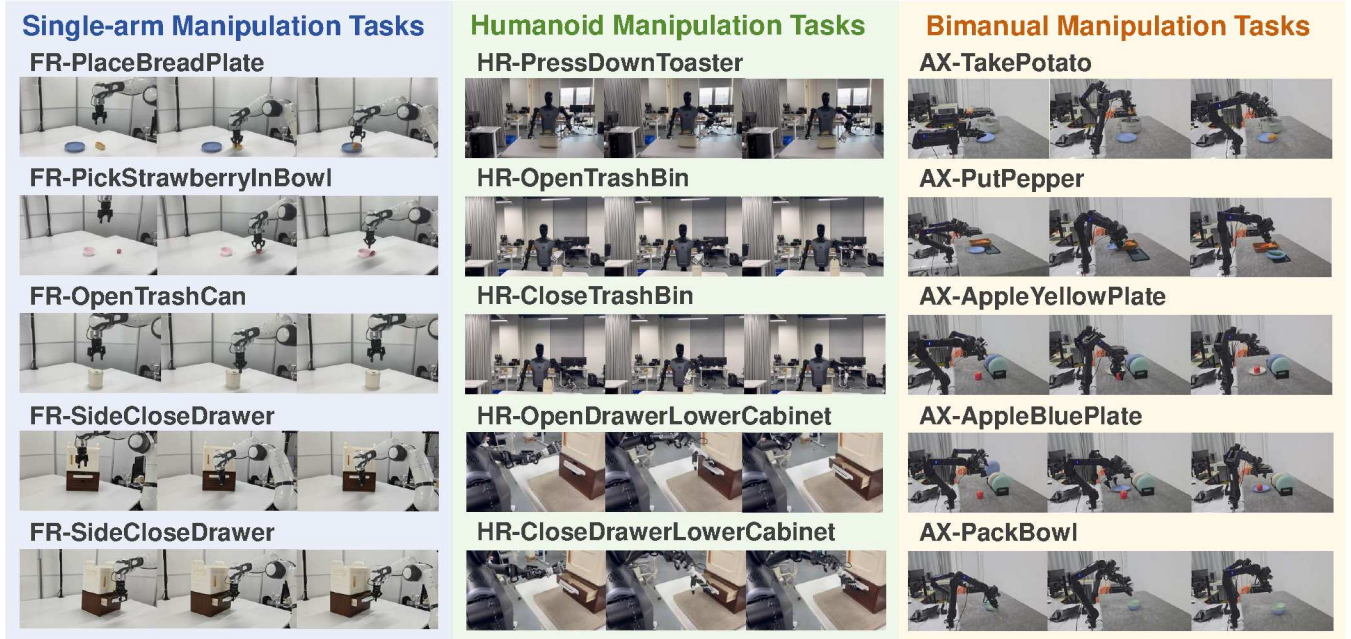 Single-arm Manipulation Tasks
FR-PlaceBreadPlate
FR-PickStrawberryInBowl
FR-OpenTrashCan
FR-SideCloseDrawer
FR-SideCloseDrawer
Humanoid Manipulation Tasks
HR-PressDownToaster
HR-OpenTrashBin
HR-CloseTrashBin
HR-OpenDrawerLowerCabinet
HR-CloseDrawerLowerCabinet
Bimanual Manipulation Tasks
AX-TakePotato
AX-PutPepper
AX-AppleYellowPlate
AX-AppleBluePlate
AX-PackBowl